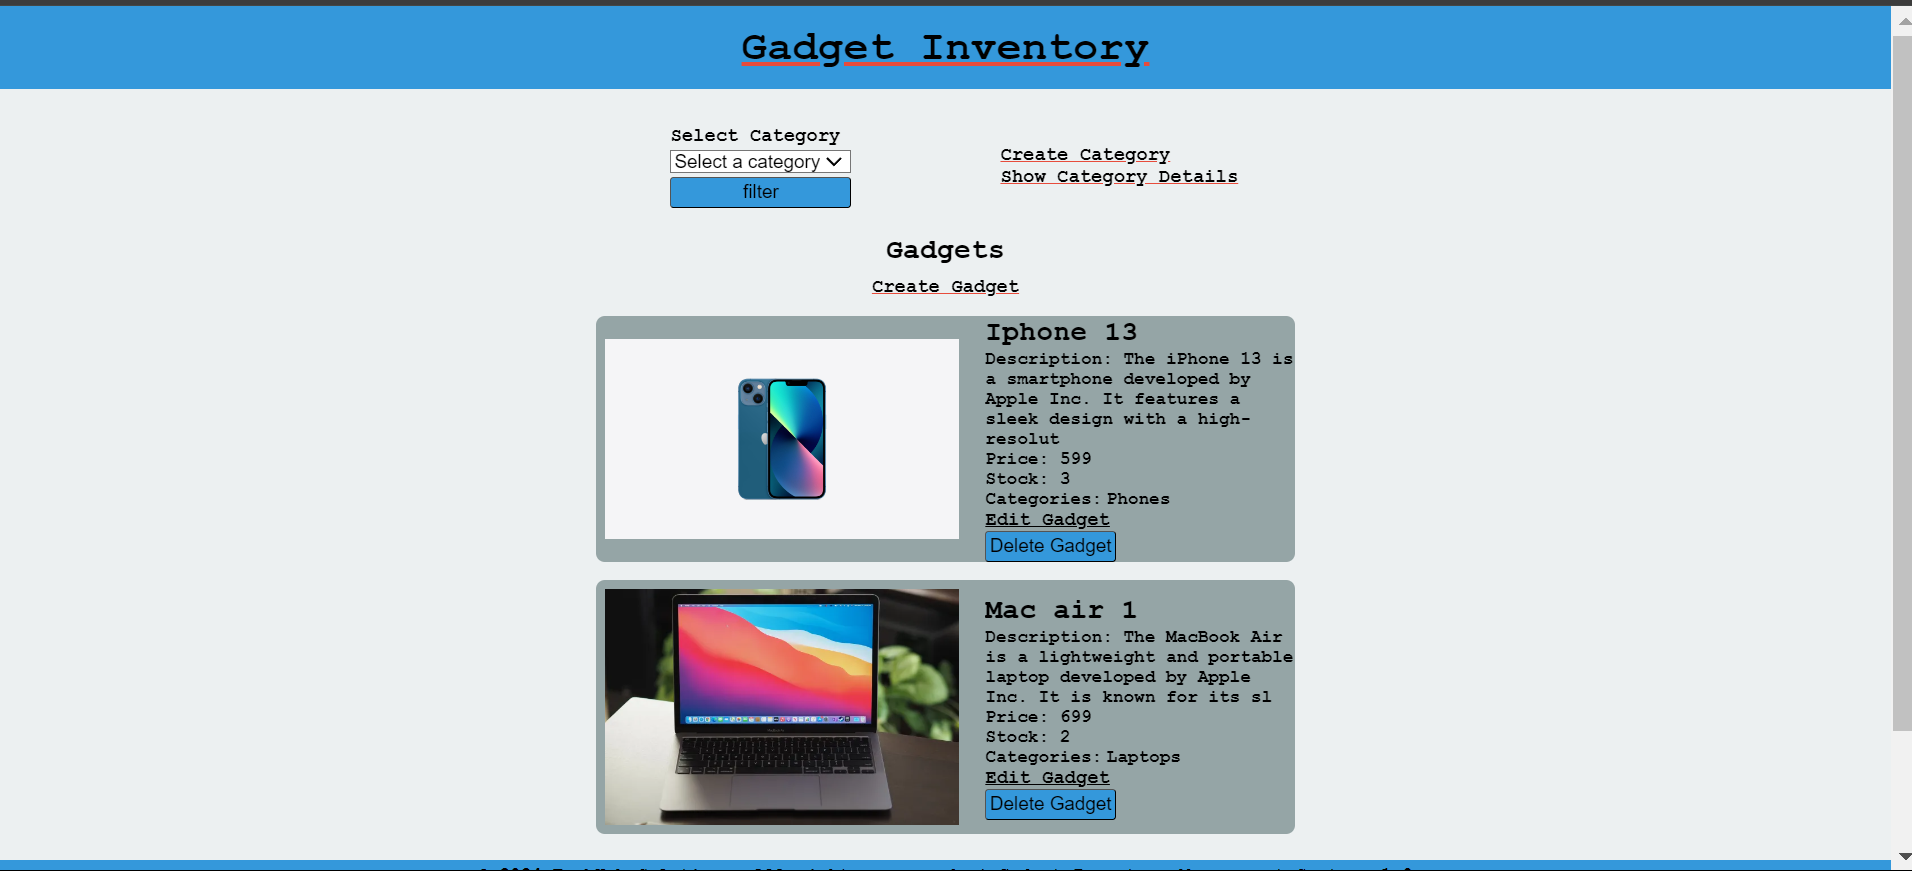 Gadget Inventory
Select Category
Select a category
filter
Create Category
Show Category Details
Gadgets
Create Gadget
Iphone 13
Description: The iPhone 13 is
a smartphone developed by
Apple Inc. It features a
sleek design with a high-
resolut
Price: 599
Stock: 3
Categories: Phones
Edit Gadget
Delete Gadget
Mac air 1
Description: The MacBook Air
is a lightweight and portable
laptop developed by Apple
Inc. It is known for its sl
Price: 699
Stock: 2
Categories: Laptops
Edit Gadget
Delete Gadget